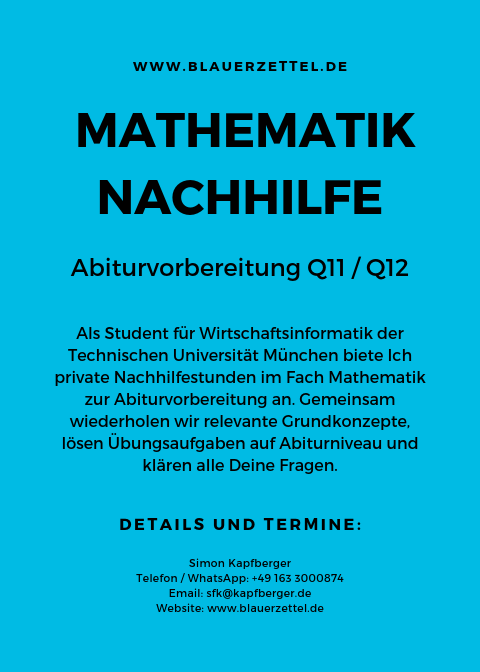 WWW.BLAUERZETTEL.DE
MATHEMATIK
NACHHILFE
Abiturvorbereitung Q11 / Q12
Als Student für Wirtschaftsinformatik der
Technischen Universität München biete Ich
private Nachhilfestunden im Fach Mathematik
zur Abiturvorbereitung an. Gemeinsam
wiederholen wir relevante Grundkonzepte,
lösen Übungsaufgaben auf Abiturniveau und
klären alle Deine Fragen.
DETAILS UND TERMINE:
Simon Kapfberger
Telefon / WhatsApp: +49 163 3000874
Email: sfk@kapfberger.de
Website: www.blauerzettel.de